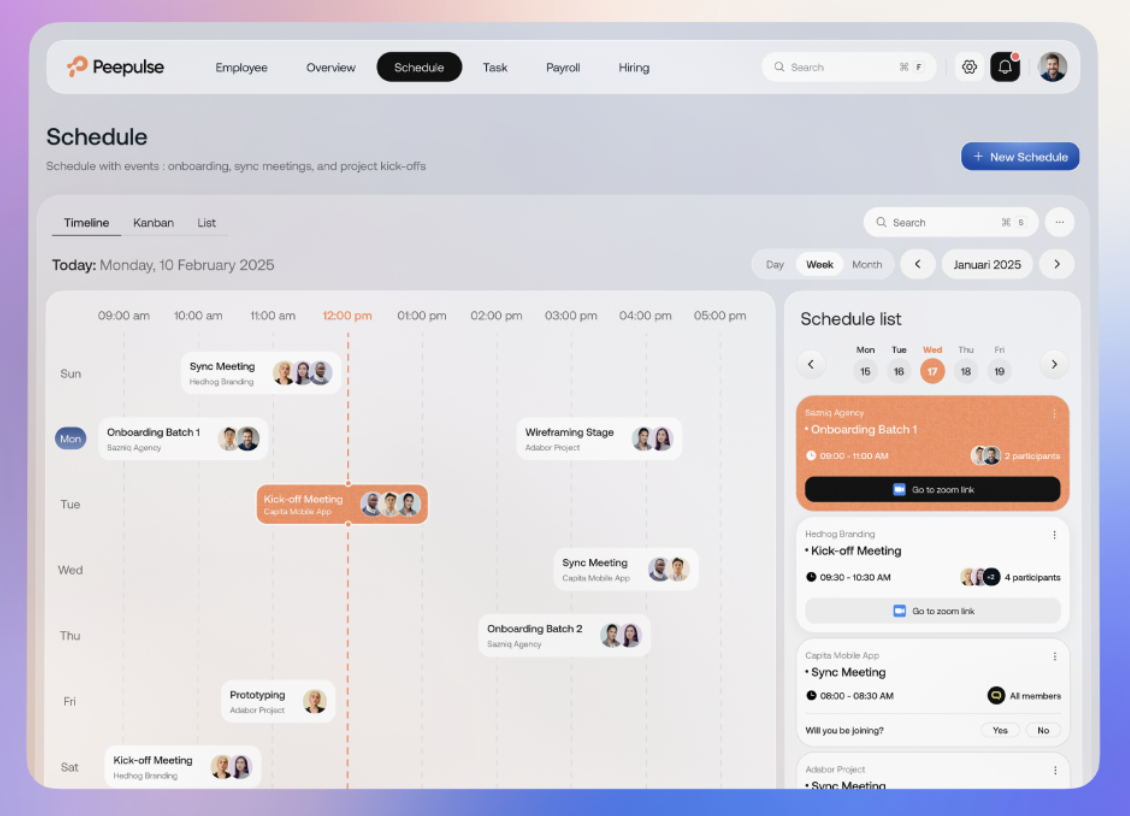 Peepulse
Employee
Overview
Schedule
Task
Payroll
Hiring
Search ⌘ F
Schedule
Schedule with events : onboarding, sync meetings, and project kick-offs
+ New Schedule
Timeline
Kanban
List
Search ⌘ S
Today: Monday, 10 February 2025
Day
Week
Month
Januari 2025
09:00 am
10:00 am
11:00 am
12:00 pm
01:00 pm
02:00 pm
03:00 pm
04:00 pm
05:00 pm
Sun
Sync Meeting
Hedhog Branding
Mon
Onboarding Batch 1
Sazniq Agency
Wireframing Stage
Adabor Project
Tue
Kick-off Meeting
Capita Mobile App
Wed
Sync Meeting
Capita Mobile App
Thu
Onboarding Batch 2
Sazniq Agency
Fri
Prototyping
Adabor Project
Sat
Kick-off Meeting
Hedhog Branding
Schedule list
Mon Tue Wed Thu Fri
15 16 17 18 19
Sazniq Agency
• Onboarding Batch 1
09:00 - 11:00 AM
2 participants
Go to zoom link
Hedhog Branding
• Kick-off Meeting
09:30 - 10:30 AM
+2
4 participants
Go to zoom link
Capita Mobile App
• Sync Meeting
08:00 - 08:30 AM
All members
Will you be joining?
Yes
No
Adabor Project
• Sync Meeting